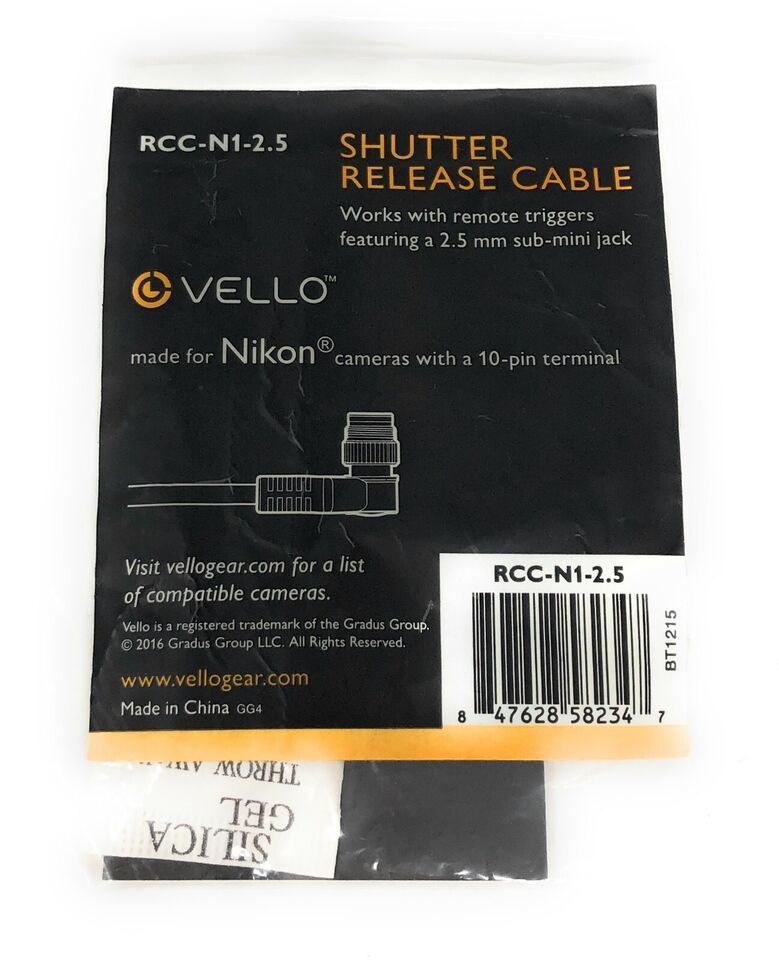 RCC-N1-2.5
SHUTTER
RELEASE CABLE
Works with remote triggers
featuring a 2.5 mm sub-mini jack
VELLO™
made for Nikon® cameras with a 10-pin terminal
Visit vellogear.com for a list
of compatible cameras.
Vello is a registered trademark of the Gradus Group.
© 2016 Gradus Group LLC. All Rights Reserved.
www.vellogear.com
Made in China GG4
RCC-N1-2.5
8 47628 58234 7
BT1215
SILICA
GEL
THROW